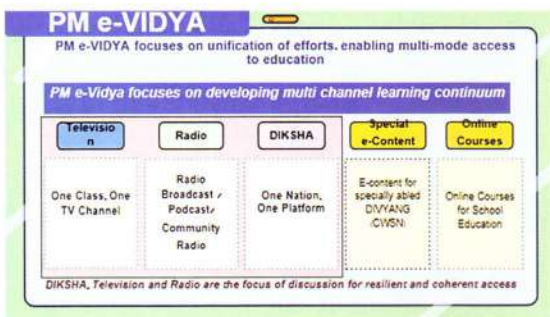 PM e-VIDYA
PM e-VIDYA focuses on unification of efforts, enabling multi-mode access
to education
PM e-Vidya focuses on developing multi channel learning continuum
Televisio
n
Radio
DIKSHA
Special
e-Content
Online
Courses
One Class, One
TV Channel
Radio
Broadcast /
Podcast/
Community
Radio
One Nation,
One Platform
E-content for
specially abled
DIVYANG
(CWSN)
Online Courses
for School
Education
DIKSHA, Television and Radio are the focus of discussion for resilient and coherent access